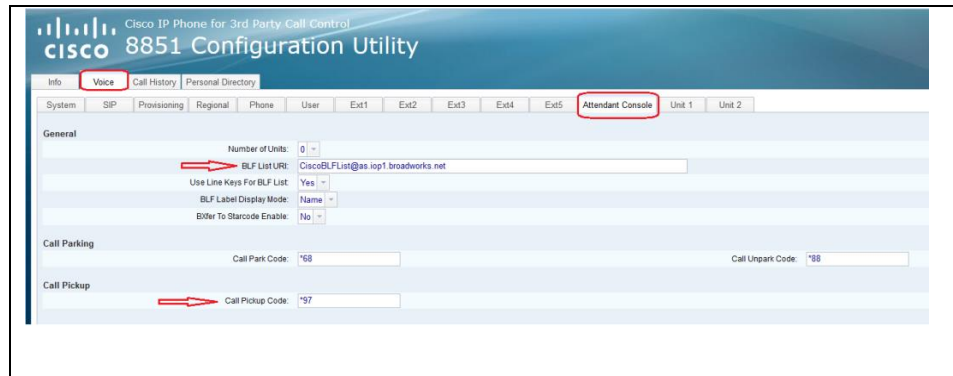 Cisco IP Phone for 3rd Party Call Control
CISCO 8851 Configuration Utility
Info Voice Call History Personal Directory
System SIP Provisioning Regional Phone User Ext1 Ext2 Ext3 Ext4 Ext5 Attendant Console Unit 1 Unit 2
General
Number of Units: 0
BLF List URI: CiscoBLFList@as.iop1.broadworks.net
Use Line Keys For BLF List: Yes
BLF Label Display Mode: Name
BXfer To Starcode Enable: No
Call Parking
Call Park Code: *68 Call Unpark Code: *88
Call Pickup
Call Pickup Code: *97